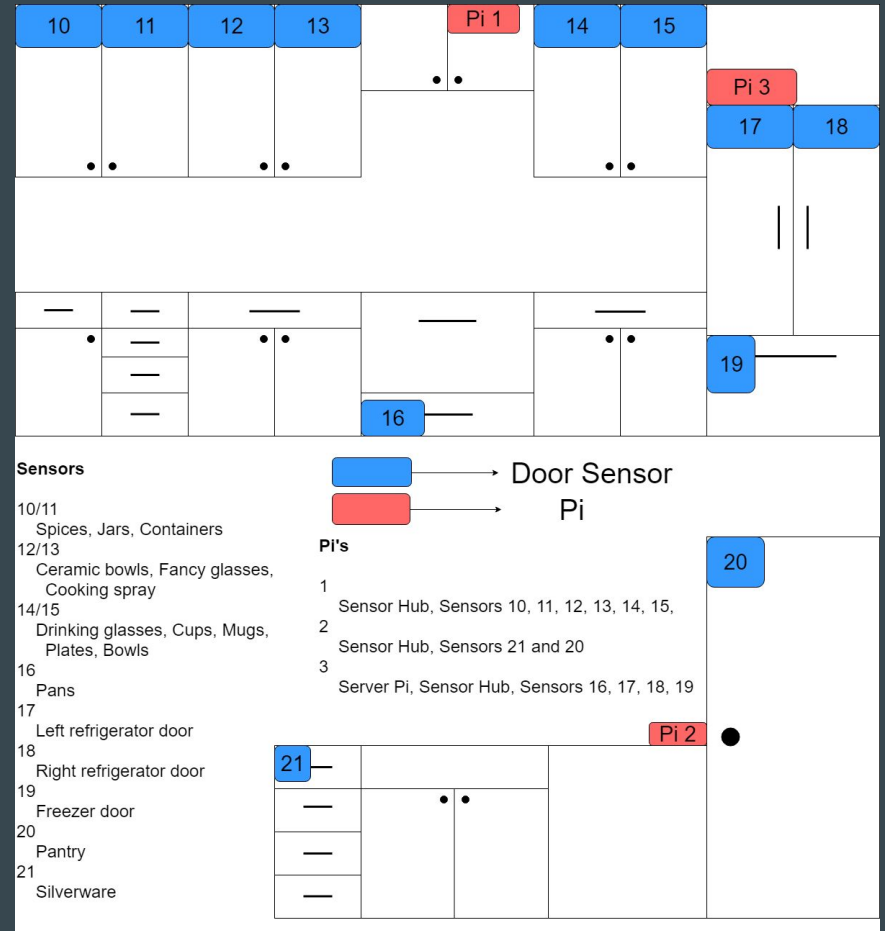 10
11
12
13
Pi 1
14
15
Pi 3
17
18
19
16
Sensors
10/11
Spices, Jars, Containers
12/13
Ceramic bowls, Fancy glasses,
Cooking spray
14/15
Drinking glasses, Cups, Mugs,
Plates, Bowls
16
Pans
17
Left refrigerator door
18
Right refrigerator door
19
Freezer door
20
Pantry
21
Silverware
Door Sensor
Pi
Pi's
1
Sensor Hub, Sensors 10, 11, 12, 13, 14, 15,
2
Sensor Hub, Sensors 21 and 20
3
Server Pi, Sensor Hub, Sensors 16, 17, 18, 19
20
Pi 2
21